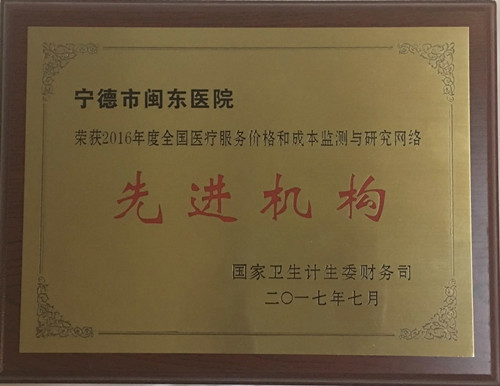 宁德市闽东医院
荣获2016年度全国医疗服务价格和成本监测与研究网络
先进机构
国家卫生计生委财务司
二〇一七年七月